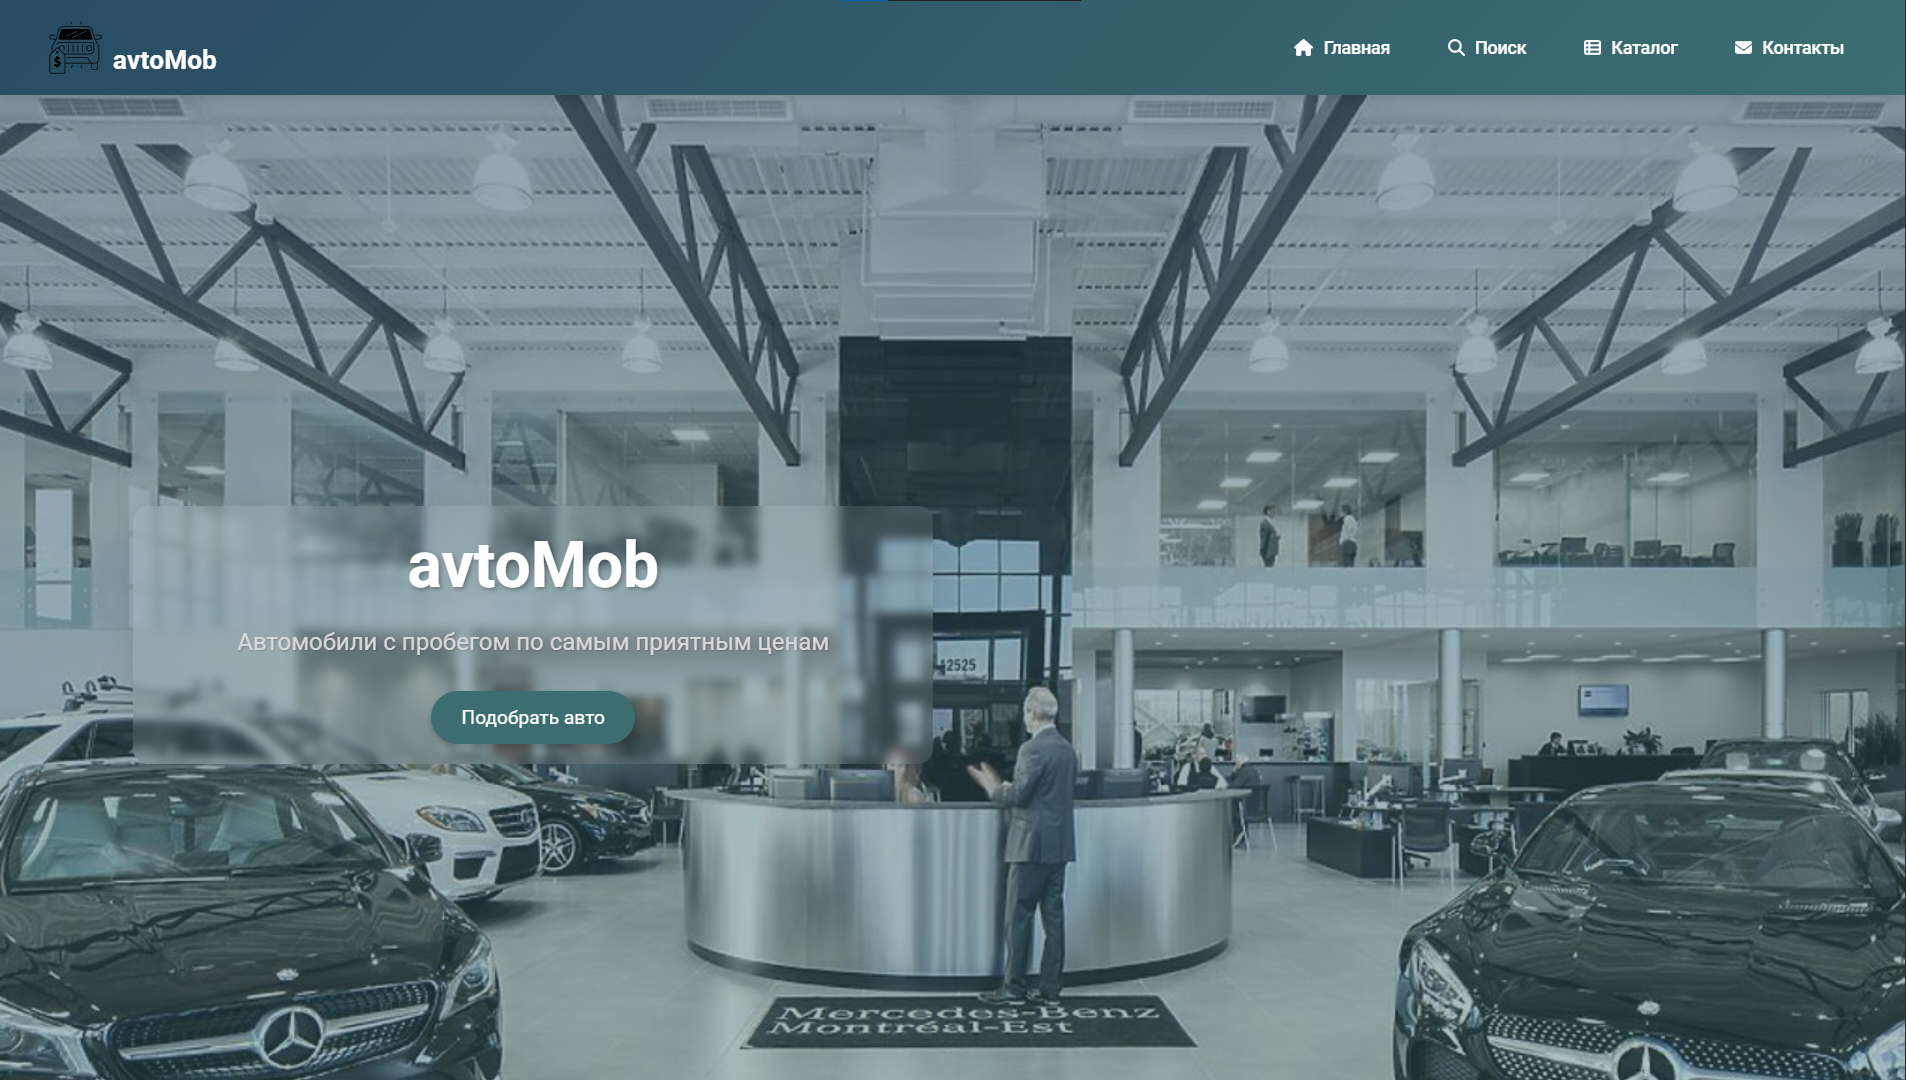 avtoMob
Главная
Поиск
Каталог
Контакты
avtoMob
Автомобили с пробегом по самым приятным ценам
Подобрать авто
12525
Mercedes-Benz
Montréal-Est